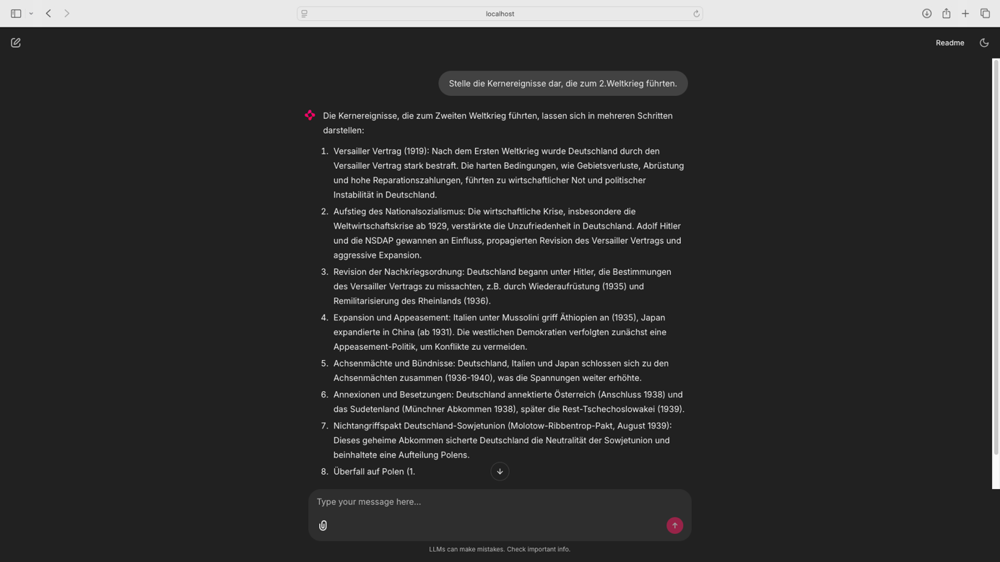 localhost
Readme
Stelle die Kernereignisse dar, die zum 2.Weltkrieg führten.
Die Kernereignisse, die zum Zweiten Weltkrieg führten, lassen sich in mehreren Schritten
darstellen:
1. Versailler Vertrag (1919): Nach dem Ersten Weltkrieg wurde Deutschland durch den
Versailler Vertrag stark bestraft. Die harten Bedingungen, wie Gebietsverluste, Abrüstung
und hohe Reparationszahlungen, führten zu wirtschaftlicher Not und politischer
Instabilität in Deutschland.
2. Aufstieg des Nationalsozialismus: Die wirtschaftliche Krise, insbesondere die
Weltwirtschaftskrise ab 1929, verstärkte die Unzufriedenheit in Deutschland. Adolf Hitler
und die NSDAP gewannen an Einfluss, propagierten Revision des Versailler Vertrags und
aggressive Expansion.
3. Revision der Nachkriegsordnung: Deutschland begann unter Hitler, die Bestimmungen
des Versailler Vertrags zu missachten, z.B. durch Wiederaufrüstung (1935) und
Remilitarisierung des Rheinlands (1936).
4. Expansion und Appeasement: Italien unter Mussolini griff Äthiopien an (1935), Japan
expandierte in China (ab 1931). Die westlichen Demokratien verfolgten zunächst eine
Appeasement-Politik, um Konflikte zu vermeiden.
5. Achsenmächte und Bündnisse: Deutschland, Italien und Japan schlossen sich zu den
Achsenmächten zusammen (1936-1940), was die Spannungen weiter erhöhte.
6. Annexionen und Besetzungen: Deutschland annektierte Österreich (Anschluss 1938) und
das Sudetenland (Münchner Abkommen 1938), später die Rest-Tschechoslowakei (1939).
7. Nichtangriffspakt Deutschland-Sowjetunion (Molotow-Ribbentrop-Pakt, August 1939):
Dieses geheime Abkommen sicherte Deutschland die Neutralität der Sowjetunion und
beinhaltete eine Aufteilung Polens.
8. Überfall auf Polen (1.
Type your message here...
LLMs can make mistakes. Check important info.